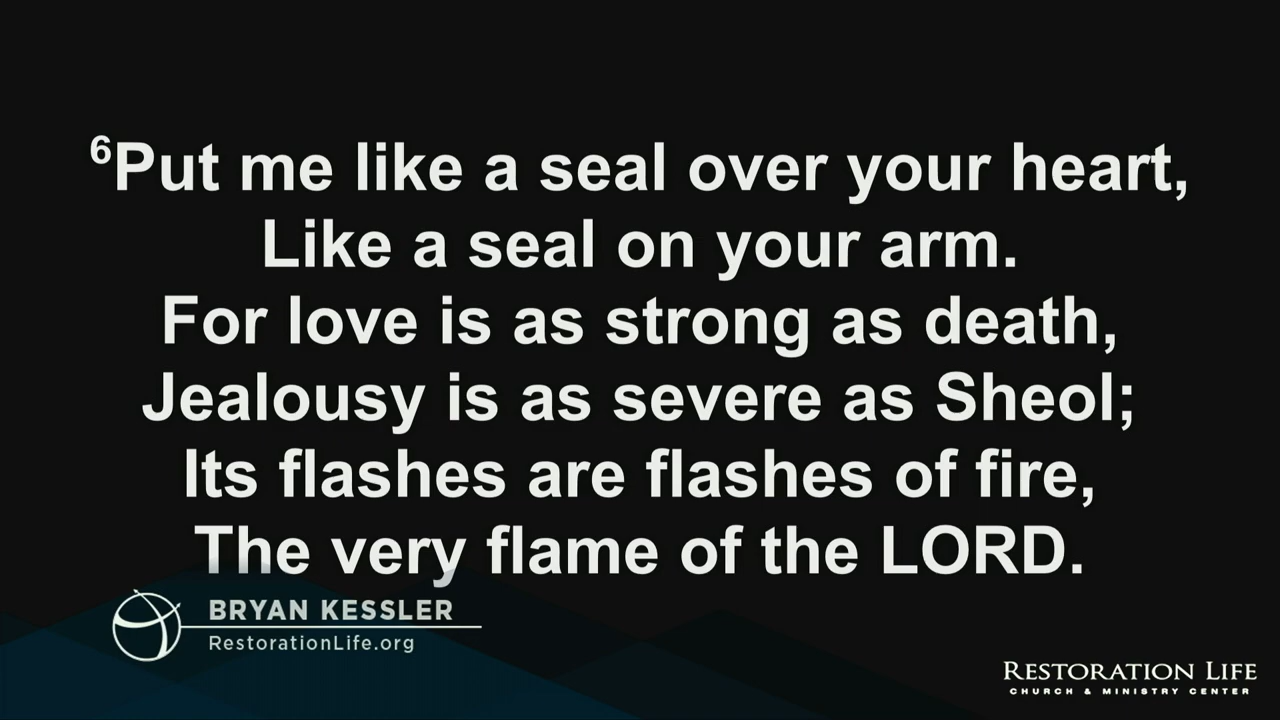 ⁶Put me like a seal over your heart,
Like a seal on your arm.
For love is as strong as death,
Jealousy is as severe as Sheol;
Its flashes are flashes of fire,
The very flame of the LORD.
BRYAN KESSLER
RestorationLife.org
RESTORATION LIFE
CHURCH & MINISTRY CENTER